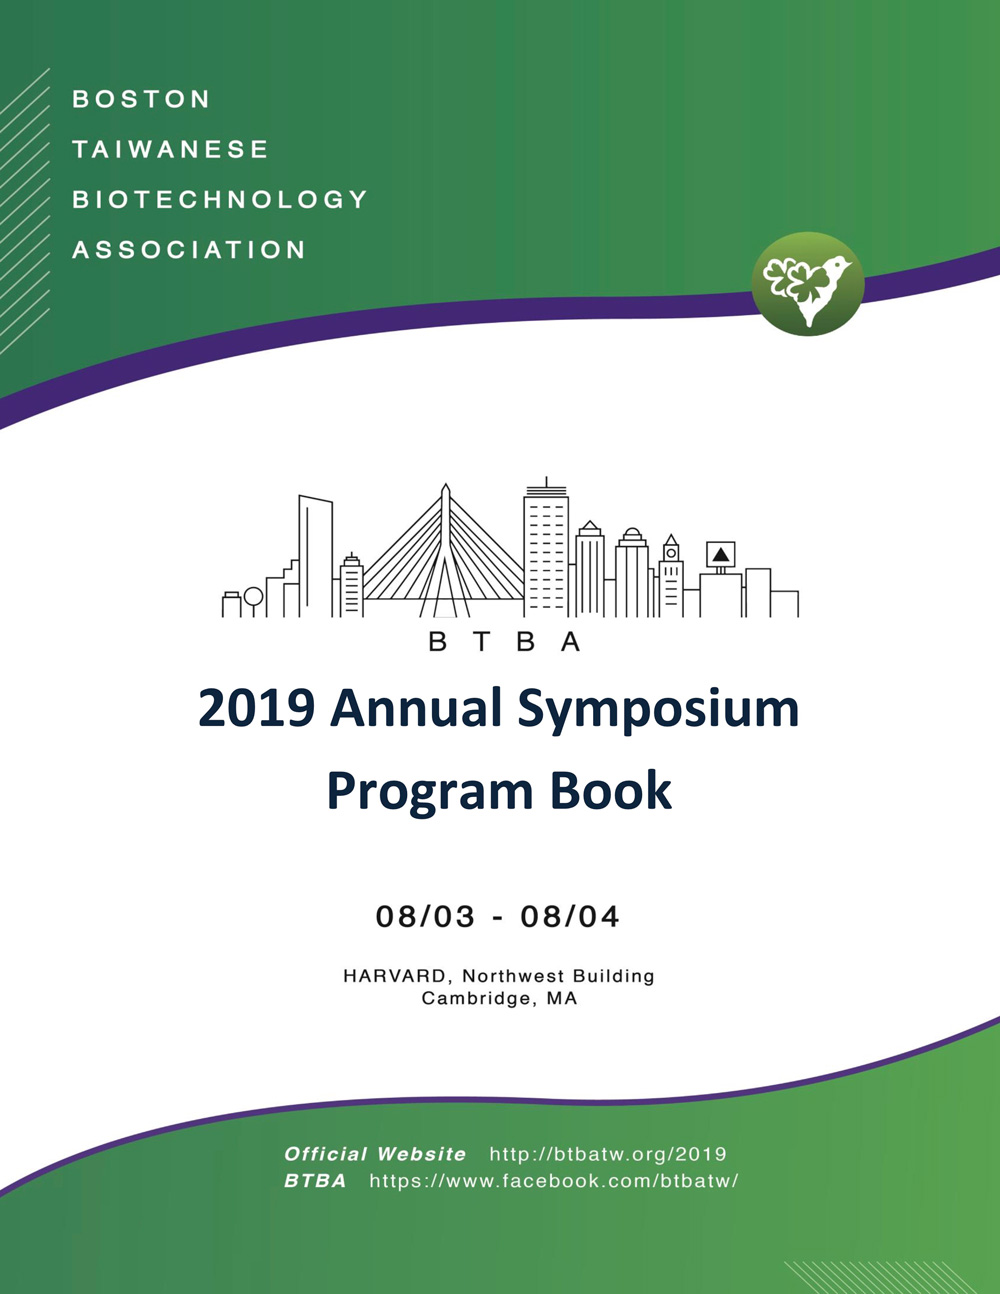 BOSTON
TAIWANESE
BIOTECHNOLOGY
ASSOCIATION
BTBA
2019 Annual Symposium
Program Book
08/03 - 08/04
HARVARD, Northwest Building
Cambridge, MA
Official Website http://btbatw.org/2019
BTBA https://www.facebook.com/btbatw/